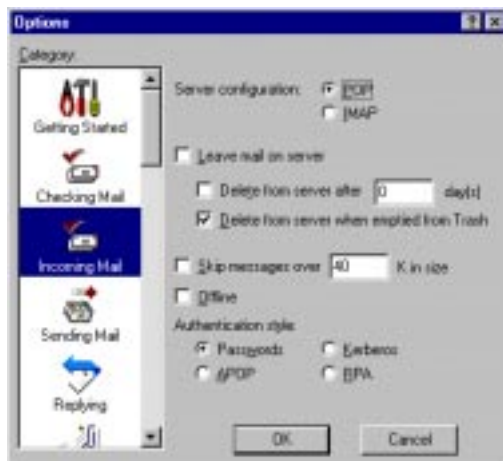 Options
Category:
Getting Started
Checking Mail
Incoming Mail
Sending Mail
Replying
Server configuration:
POP
IMAP
Leave mail on server
Delete from server after 0 day(s)
Delete from server when emptied from Trash
Skip messages over 40 K in size
Offline
Authentication style:
Passwords Kerberos
APOP RPA
OK Cancel